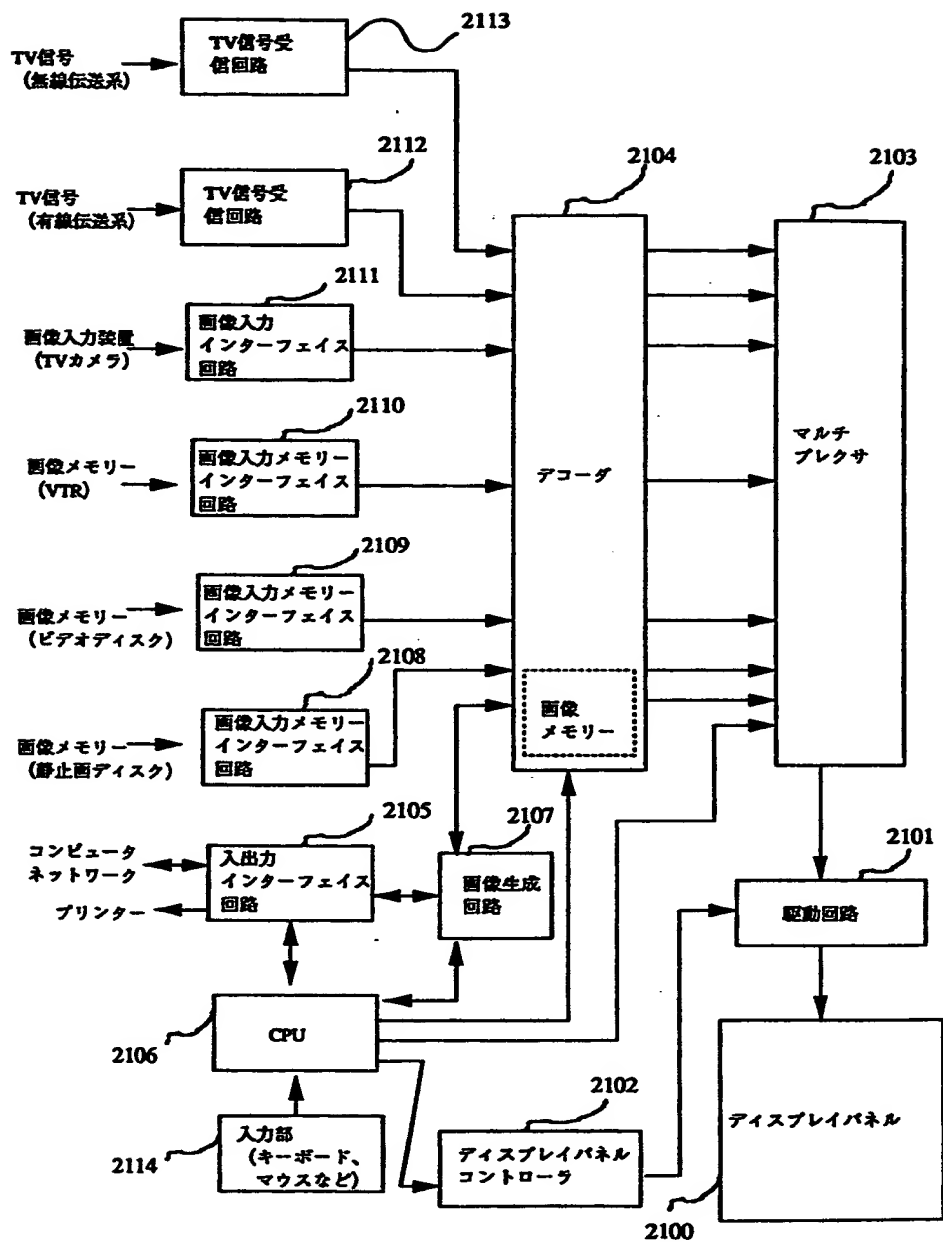 2113
TV信号受
信回路
TV信号
(無線伝送系)
2112
TV信号受
信回路
TV信号
(有線伝送系)
2104
2103
2111
画像入力
インターフェイス
回路
画像入力装置
(TVカメラ)
2110
画像入力メモリー
インターフェイス
回路
画像メモリー
(VTR)
デコーダ
マルチ
プレクサ
2109
画像入力メモリー
インターフェイス
回路
画像メモリー
(ビデオディスク)
2108
画像入力メモリー
インターフェイス
回路
画像メモリー
(静止画ディスク)
画像
メモリー
2105
入出力
インターフェイス
回路
コンピュータ
ネットワーク
プリンター
2107
画像生成
回路
2101
駆動回路
CPU
2106
2102
ディスプレイパネル
コントローラ
入力部
(キーボード、
マウスなど)
2114
ディスプレイパネル
2100